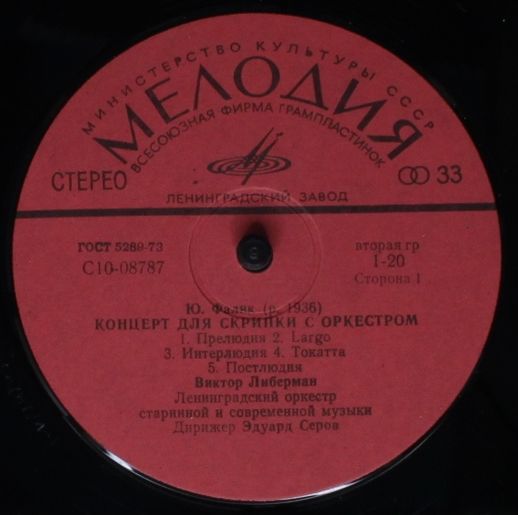 МИНИСТЕРСТВО КУЛЬТУРЫ СССР
МЕЛОДИЯ
ВСЕСОЮЗНАЯ ФИРМА ГРАМПЛАСТИНОК
СТЕРЕО
33
ЛЕНИНГРАДСКИЙ ЗАВОД
ГОСТ 5289-73
С10-08787
вторая гр
1-20
Сторона 1
Ю. Фалик (р. 1936)
КОНЦЕРТ ДЛЯ СКРИПКИ С ОРКЕСТРОМ
1. Прелюдия 2. Largo
3. Интерлюдия 4. Токатта
5. Постлюдия
Виктор Либерман
Ленинградский оркестр
старинной и современной музыки
Дирижер Эдуард Серов